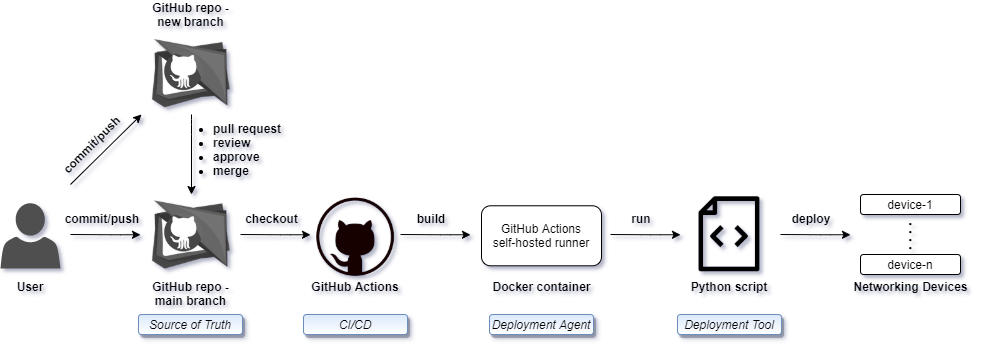 GitHub repo -
new branch
commit/push
• pull request
• review
• approve
• merge
commit/push
checkout
build
GitHub Actions
self-hosted runner
run
deploy
device-1
device-n
User
GitHub repo -
main branch
GitHub Actions
Docker container
Python script
Networking Devices
Source of Truth
CI/CD
Deployment Agent
Deployment Tool